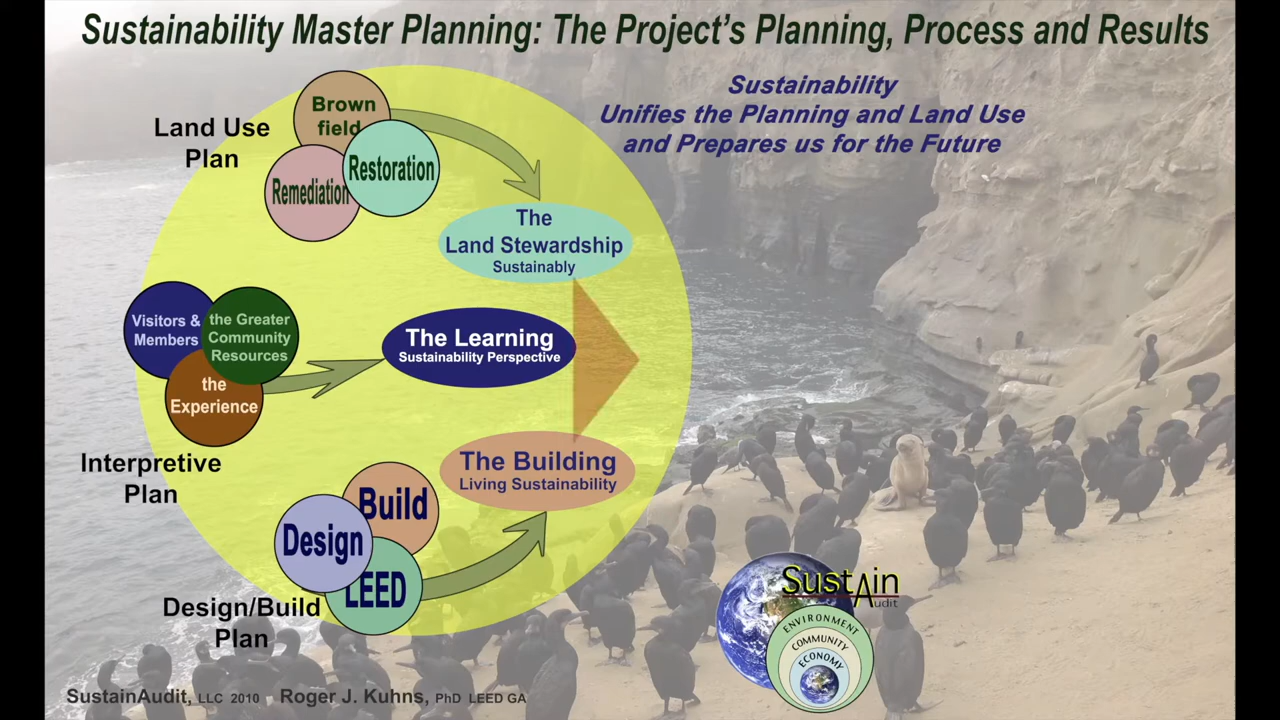 Sustainability Master Planning: The Project's Planning, Process and Results
Sustainability
Unifies the Planning and Land Use
and Prepares us for the Future
Land Use
Plan
Brown
field
Restoration
Remediation
The
Land Stewardship
Sustainably
Visitors &
Members
the Greater
Community
Resources
the
Experience
The Learning
Sustainability Perspective
Interpretive
Plan
The Building
Living Sustainability
Build
Design
LEED
Design/Build
Plan
SustAin
Audit
ENVIRONMENT
COMMUNITY
ECONOMY
SustainAudit, LLC 2010 Roger J. Kuhns, PhD LEED GA